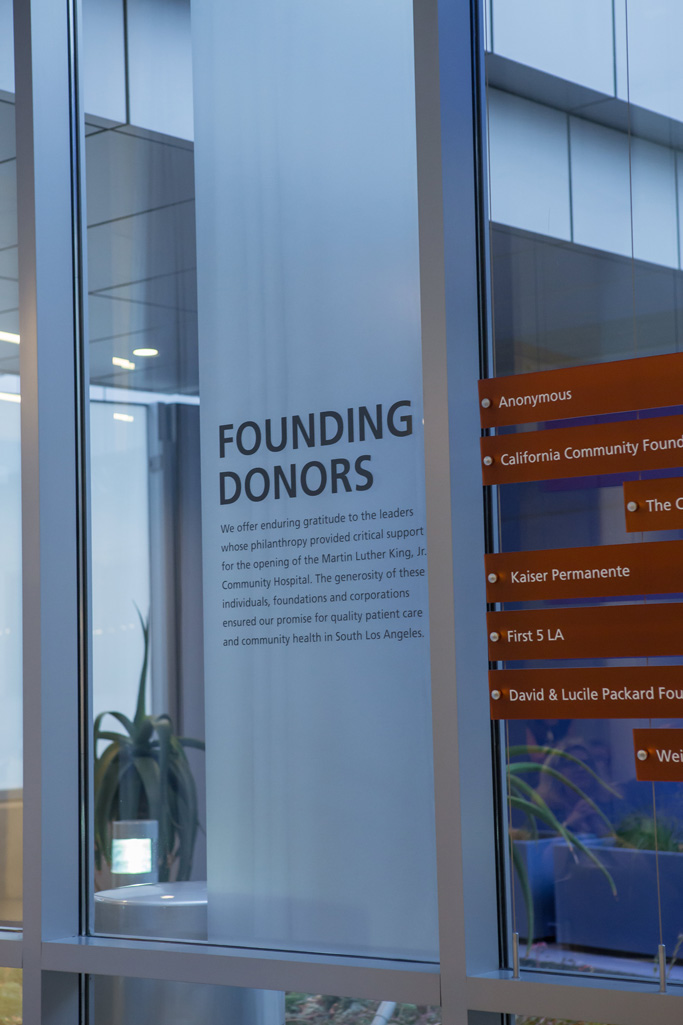 FOUNDING
DONORS
We offer enduring gratitude to the leaders
whose philanthropy provided critical support
for the opening of the Martin Luther King, Jr.
Community Hospital. The generosity of these
individuals, foundations and corporations
ensured our promise for quality patient care
and community health in South Los Angeles.
Anonymous
California Community Found
The C
Kaiser Permanente
First 5 LA
David & Lucile Packard Fou
Wei